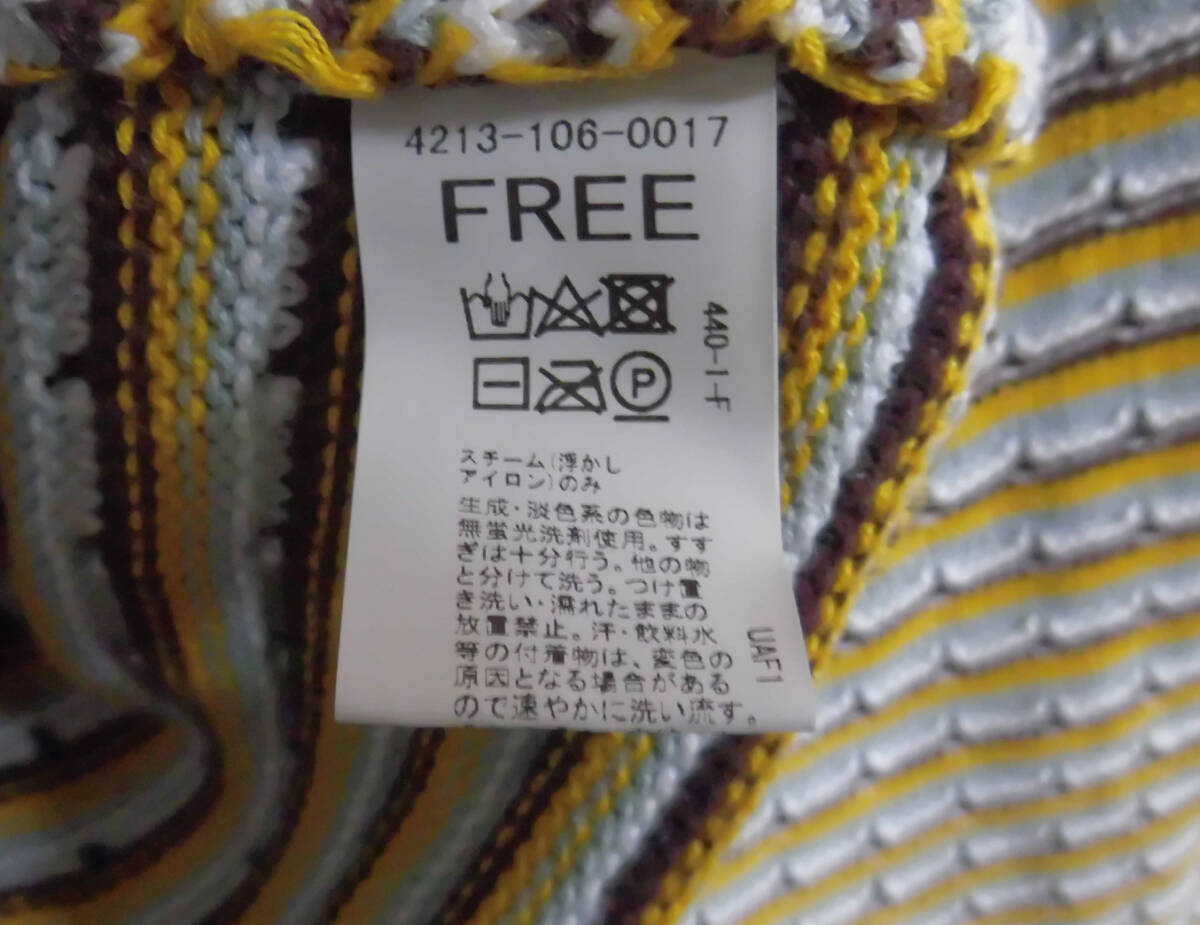 4213-106-0017
FREE
440-1-F
P
スチーム(浮かし
アイロン)のみ
生成・淡色系の色物は
無蛍光洗剤使用。すす
ぎは十分行う。他の物
と分けて洗う。つけ置
き洗い・濡れたままの
放置禁止。汗・飲料水
等の付着物は、変色の
原因となる場合がある
ので速やかに洗い流す。
UAF1